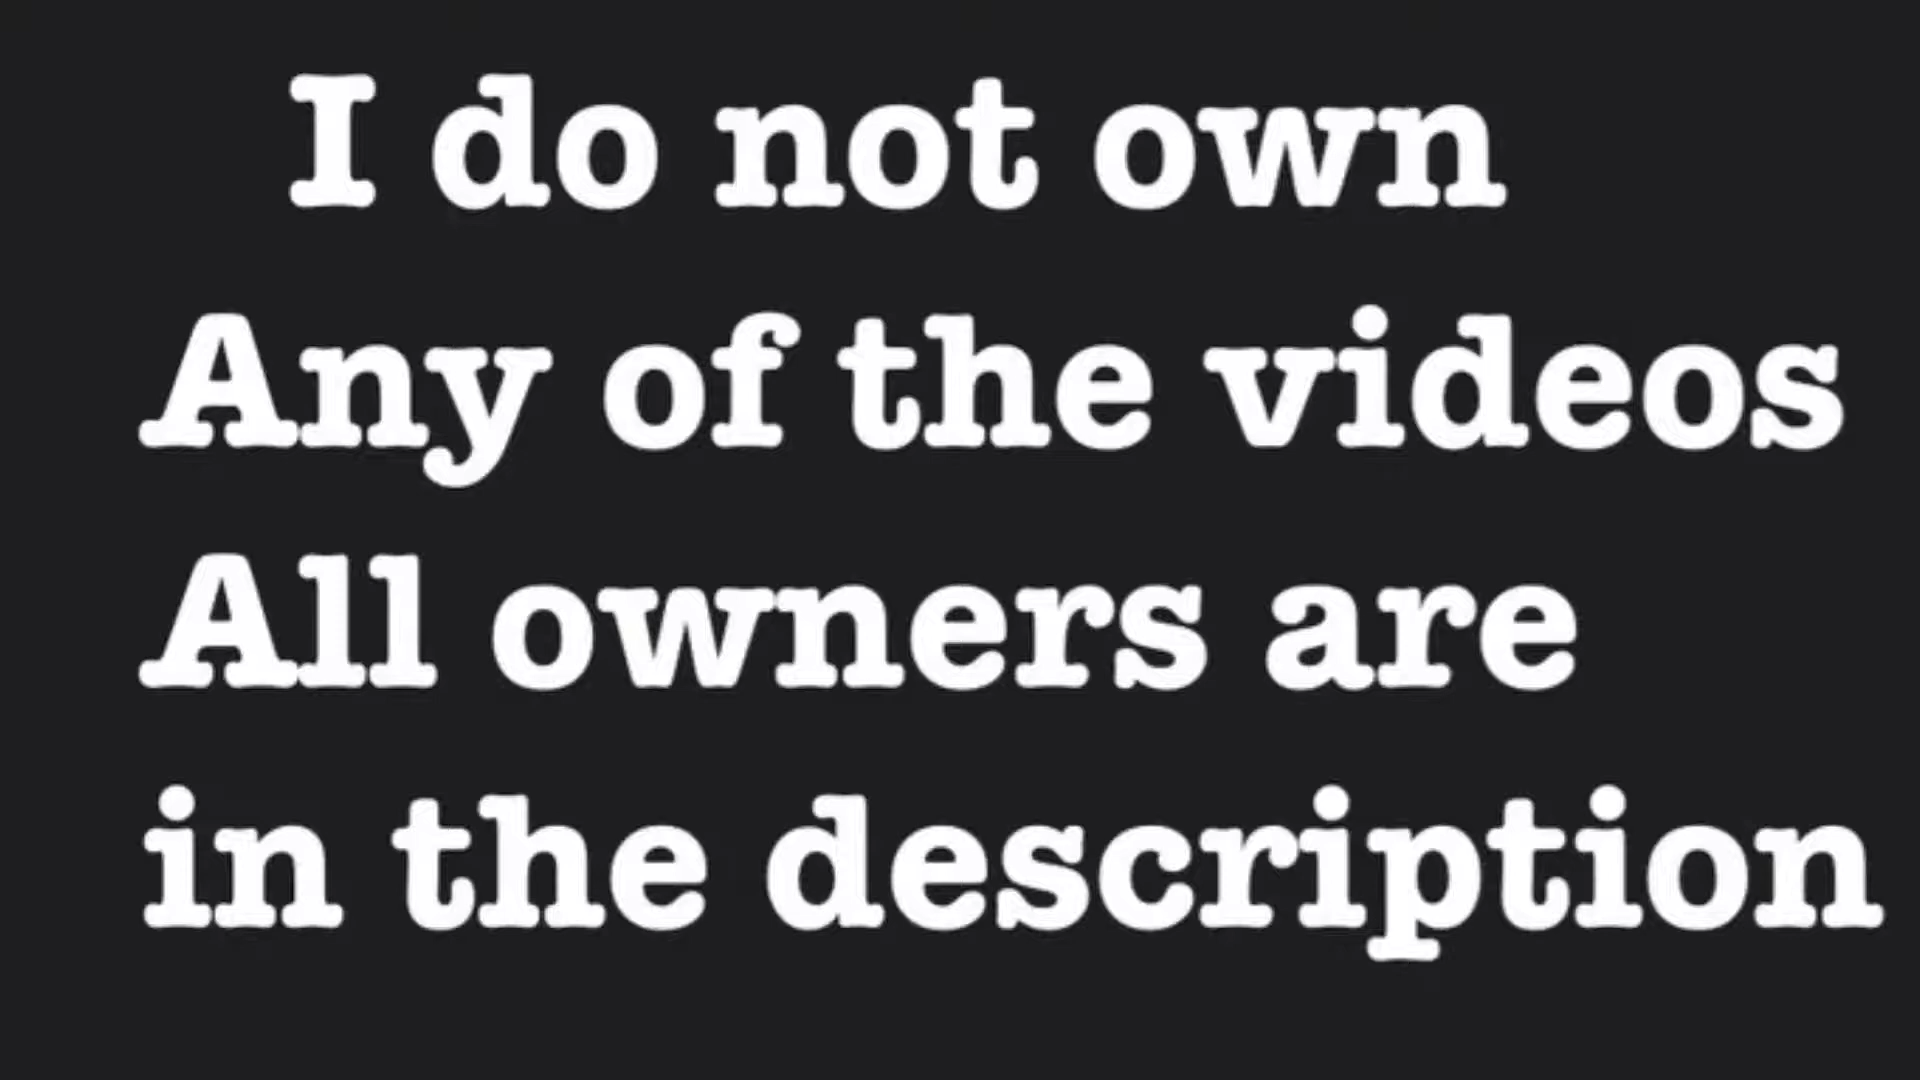 I do not own
Any of the videos
All owners are
in the description